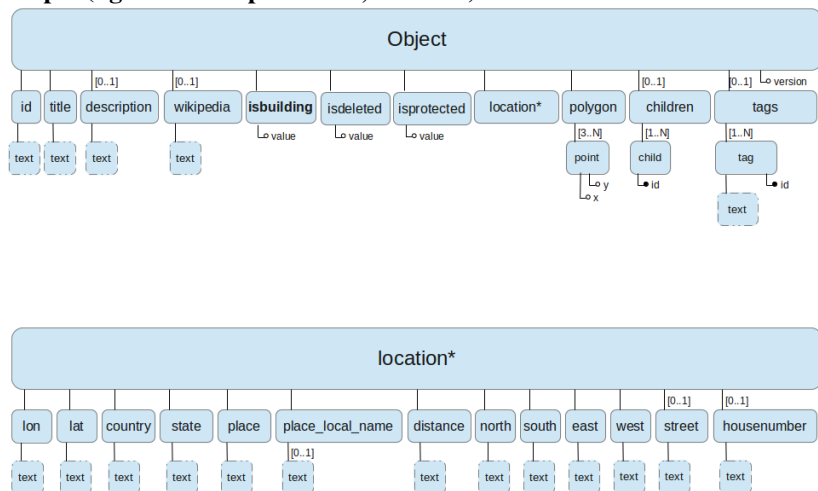 Object
[0..1] [0..1] [0..1] [0..1] version
id title description wikipedia isbuilding isdeleted isprotected location* polygon children tags
value value value [3..N] [1..N] [1..N]
text text text text point child tag
y id id
x
text
location*
[0..1] [0..1]
lon lat country state place place_local_name distance north south east west street housenumber
[0..1]
text text text text text text text text text text text text text